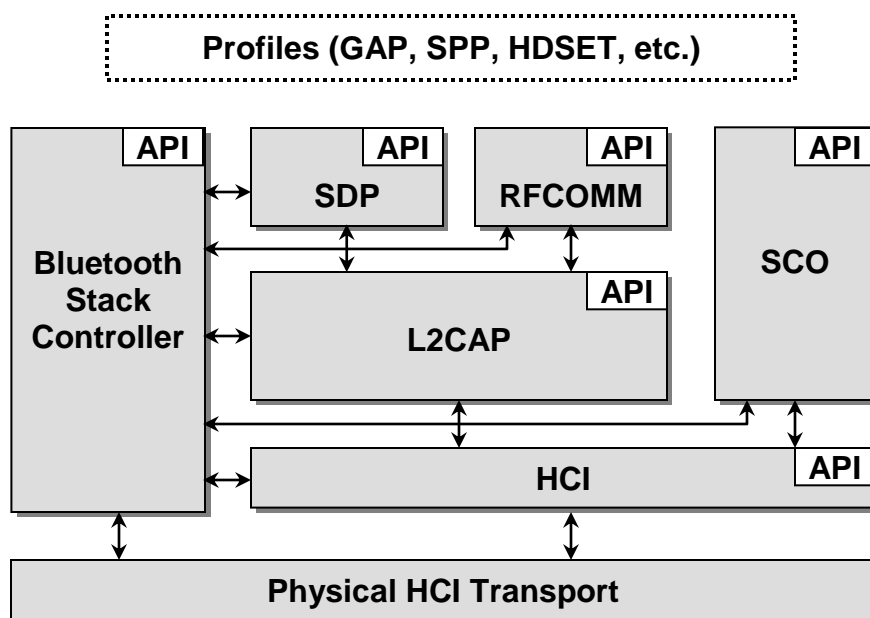 Profiles (GAP, SPP, HDSET, etc.)
API
API
API
API
SDP
RFCOMM
Bluetooth
Stack
Controller
SCO
API
L2CAP
API
HCI
Physical HCI Transport